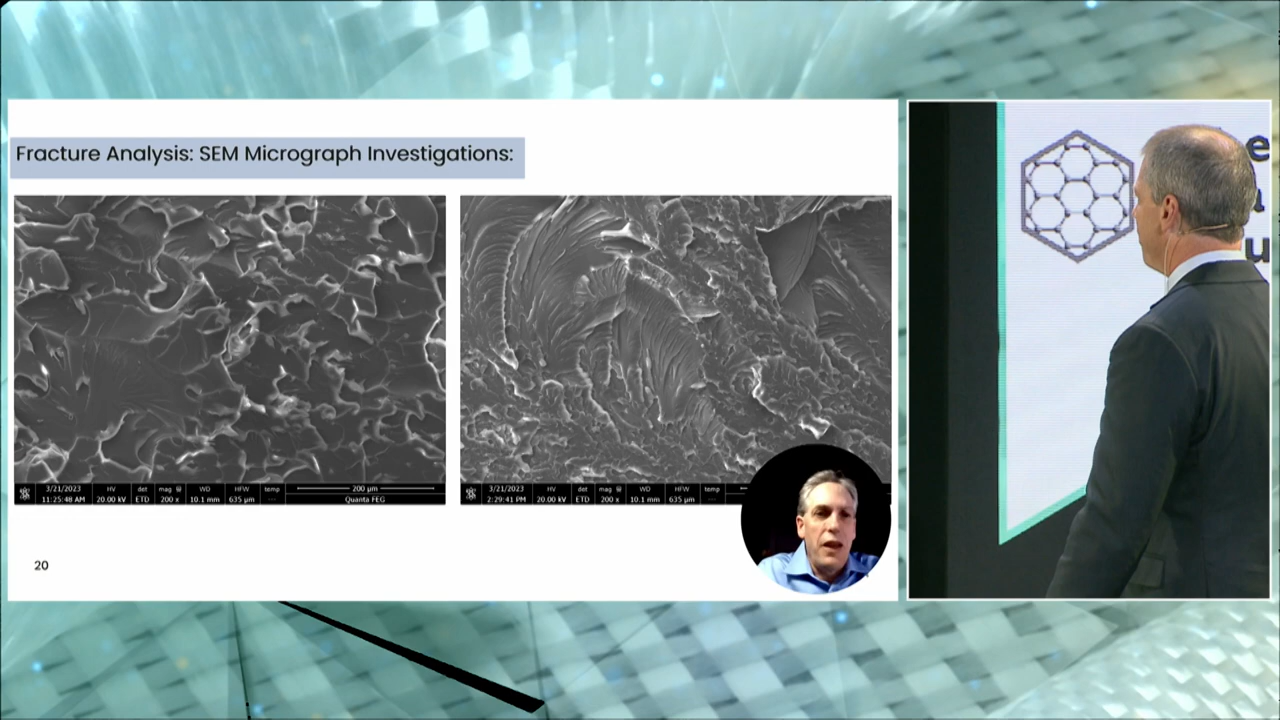 Fracture Analysis: SEM Micrograph Investigations:
3/21/2023 HV det mag WD HFW temp 200 µm
11:25:48 AM 20.00 kV ETD 200 x 10.1 mm 635 µm --- Quanta FEG
3/21/2023 HV det mag WD HFW temp
2:29:41 PM 20.00 kV ETD 200 x 10.1 mm 635 µm ---
20